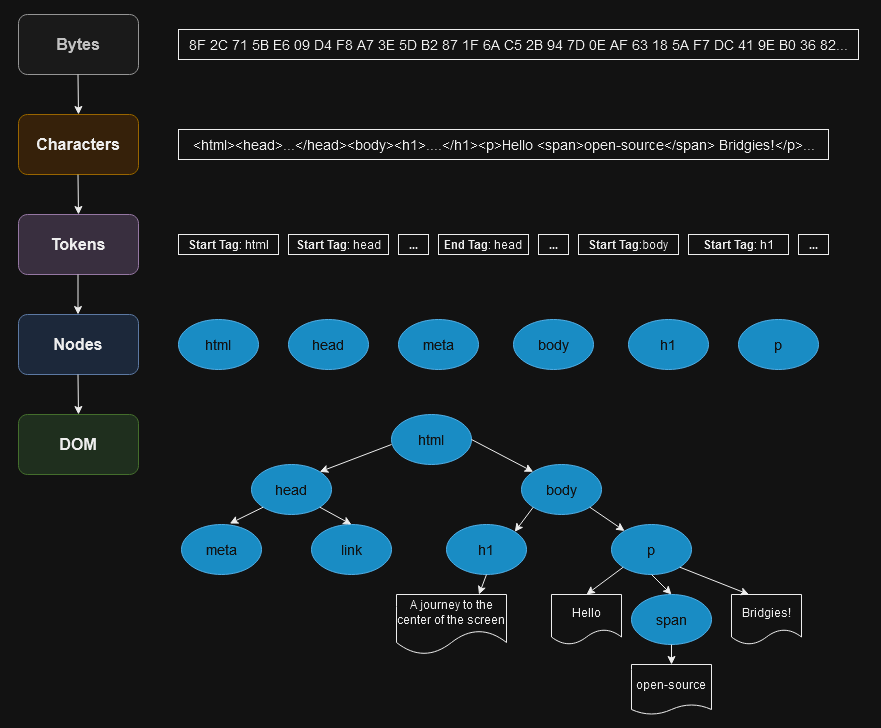 Bytes
8F 2C 71 5B E6 09 D4 F8 A7 3E 5D B2 87 1F 6A C5 2B 94 7D 0E AF 63 18 5A F7 DC 41 9E B0 36 82...
Characters
<html><head>...</head><body><h1>....</h1><p>Hello <span>open-source</span> Bridgies!</p>...
Tokens
Start Tag: html
Start Tag: head
...
End Tag: head
...
Start Tag:body
Start Tag: h1
...
Nodes
html
head
meta
body
h1
p
DOM
html
head
body
meta
link
h1
p
A journey to the
center of the screen
Hello
span
Bridgies!
open-source